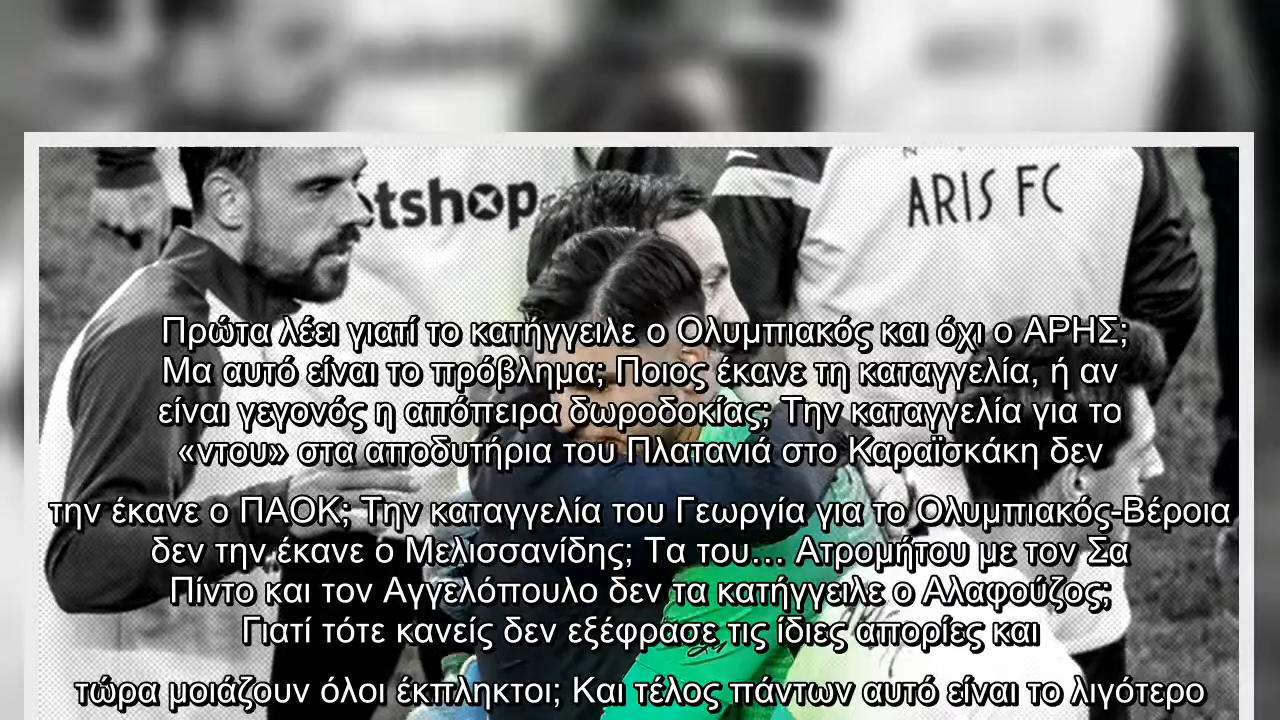 etshop
ARIS FC
Πρώτα λέει γιατί το κατήγγειλε ο Ολυμπιακός και όχι ο ΑΡΗΣ;
Μα αυτό είναι το πρόβλημα; Ποιος έκανε τη καταγγελία, ή αν
είναι γεγονός η απόπειρα δωροδοκίας; Την καταγγελία για το
«ντου» στα αποδυτήρια του Πλατανιά στο Καραϊσκάκη δεν
την έκανε ο ΠΑΟΚ; Την καταγγελία του Γεωργία για το Ολυμπιακός-Βέροια
δεν την έκανε ο Μελισσανίδης; Τα του… Ατρομήτου με τον Σα
Πίντο και τον Αγγελόπουλο δεν τα κατήγγειλε ο Αλαφούζος;
Γιατί τότε κανείς δεν εξέφρασε τις ίδιες απορίες και
τώρα μοιάζουν όλοι έκπληκτοι; Και τέλος πάντων αυτό είναι το λιγότερο